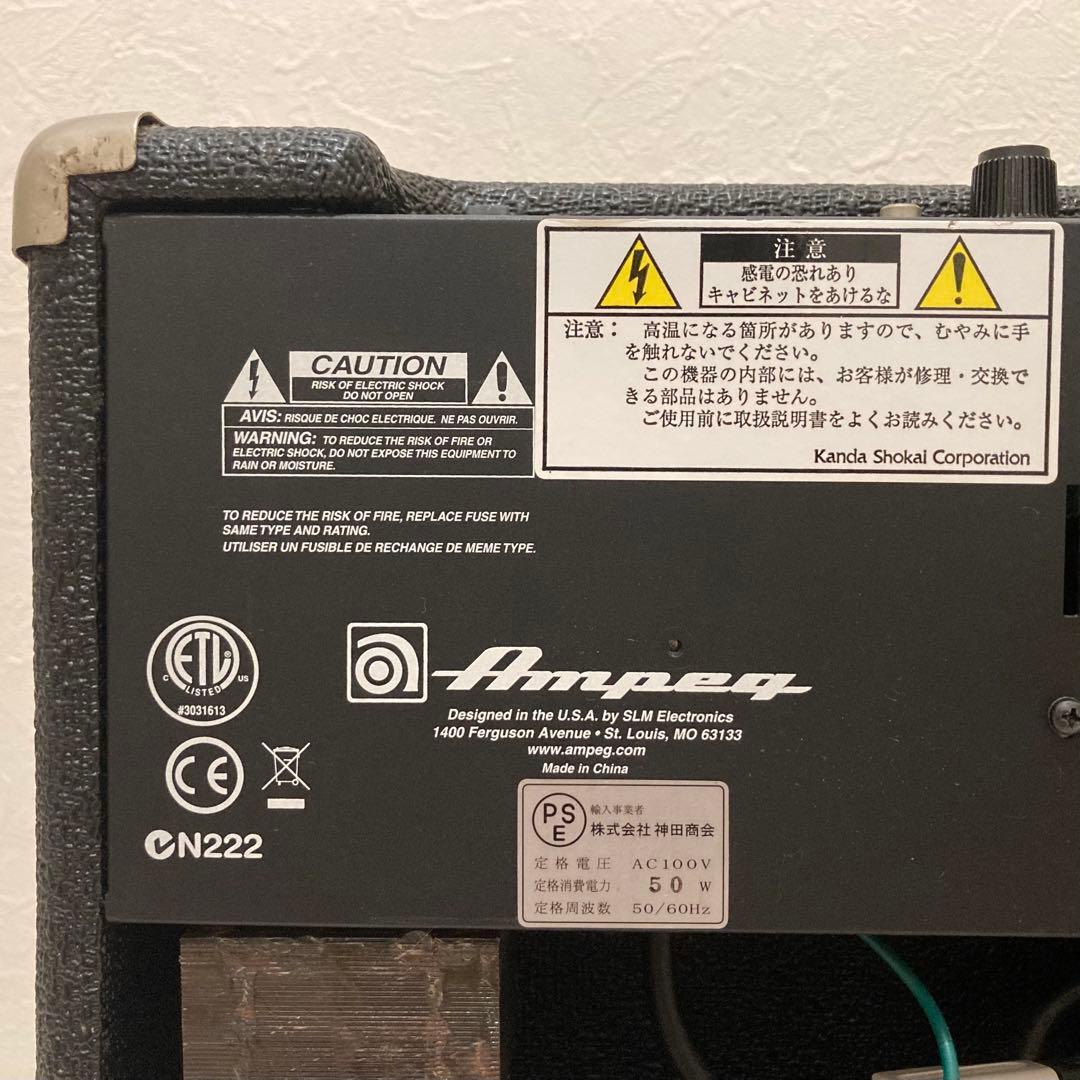 注意
感電の恐れあり
キャビネットをあけるな
注意： 高温になる箇所がありますので、むやみに手
を触れないでください。
この機器の内部には、お客様が修理・交換で
きる部品はありません。
ご使用前に取扱説明書をよくお読みください。
Kanda Shokai Corporation
CAUTION
RISK OF ELECTRIC SHOCK
DO NOT OPEN
AVIS: RISQUE DE CHOC ELECTRIQUE. NE PAS OUVRIR.
WARNING: TO REDUCE THE RISK OF FIRE OR
ELECTRIC SHOCK, DO NOT EXPOSE THIS EQUIPMENT TO
RAIN OR MOISTURE.
TO REDUCE THE RISK OF FIRE, REPLACE FUSE WITH
SAME TYPE AND RATING.
UTILISER UN FUSIBLE DE RECHANGE DE MEME TYPE.
ETL®
C US
LISTED
#3031613
a Ampeg
Designed in the U.S.A. by SLM Electronics
1400 Ferguson Avenue • St. Louis, MO 63133
www.ampeg.com
Made in China
CE
N222
PSE
輸入事業者
株式会社 神田商会
定格電圧 AC100V
定格消費電力 50 W
定格周波数 50/60Hz